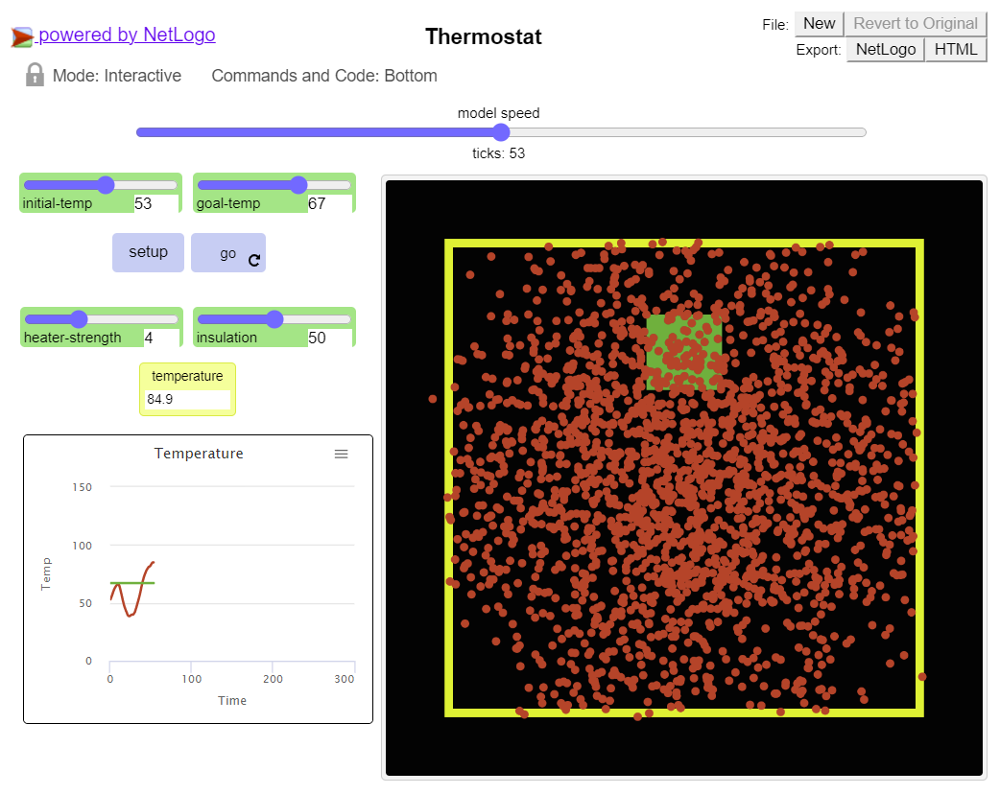 powered by NetLogo
Thermostat
File: New Revert to Original
Export: NetLogo HTML
Mode: Interactive Commands and Code: Bottom
model speed
ticks: 53
initial-temp 53
goal-temp 67
setup
go
heater-strength 4
insulation 50
temperature
84.9
Temperature
Temp
150
100
50
0
0 100 200 300
Time